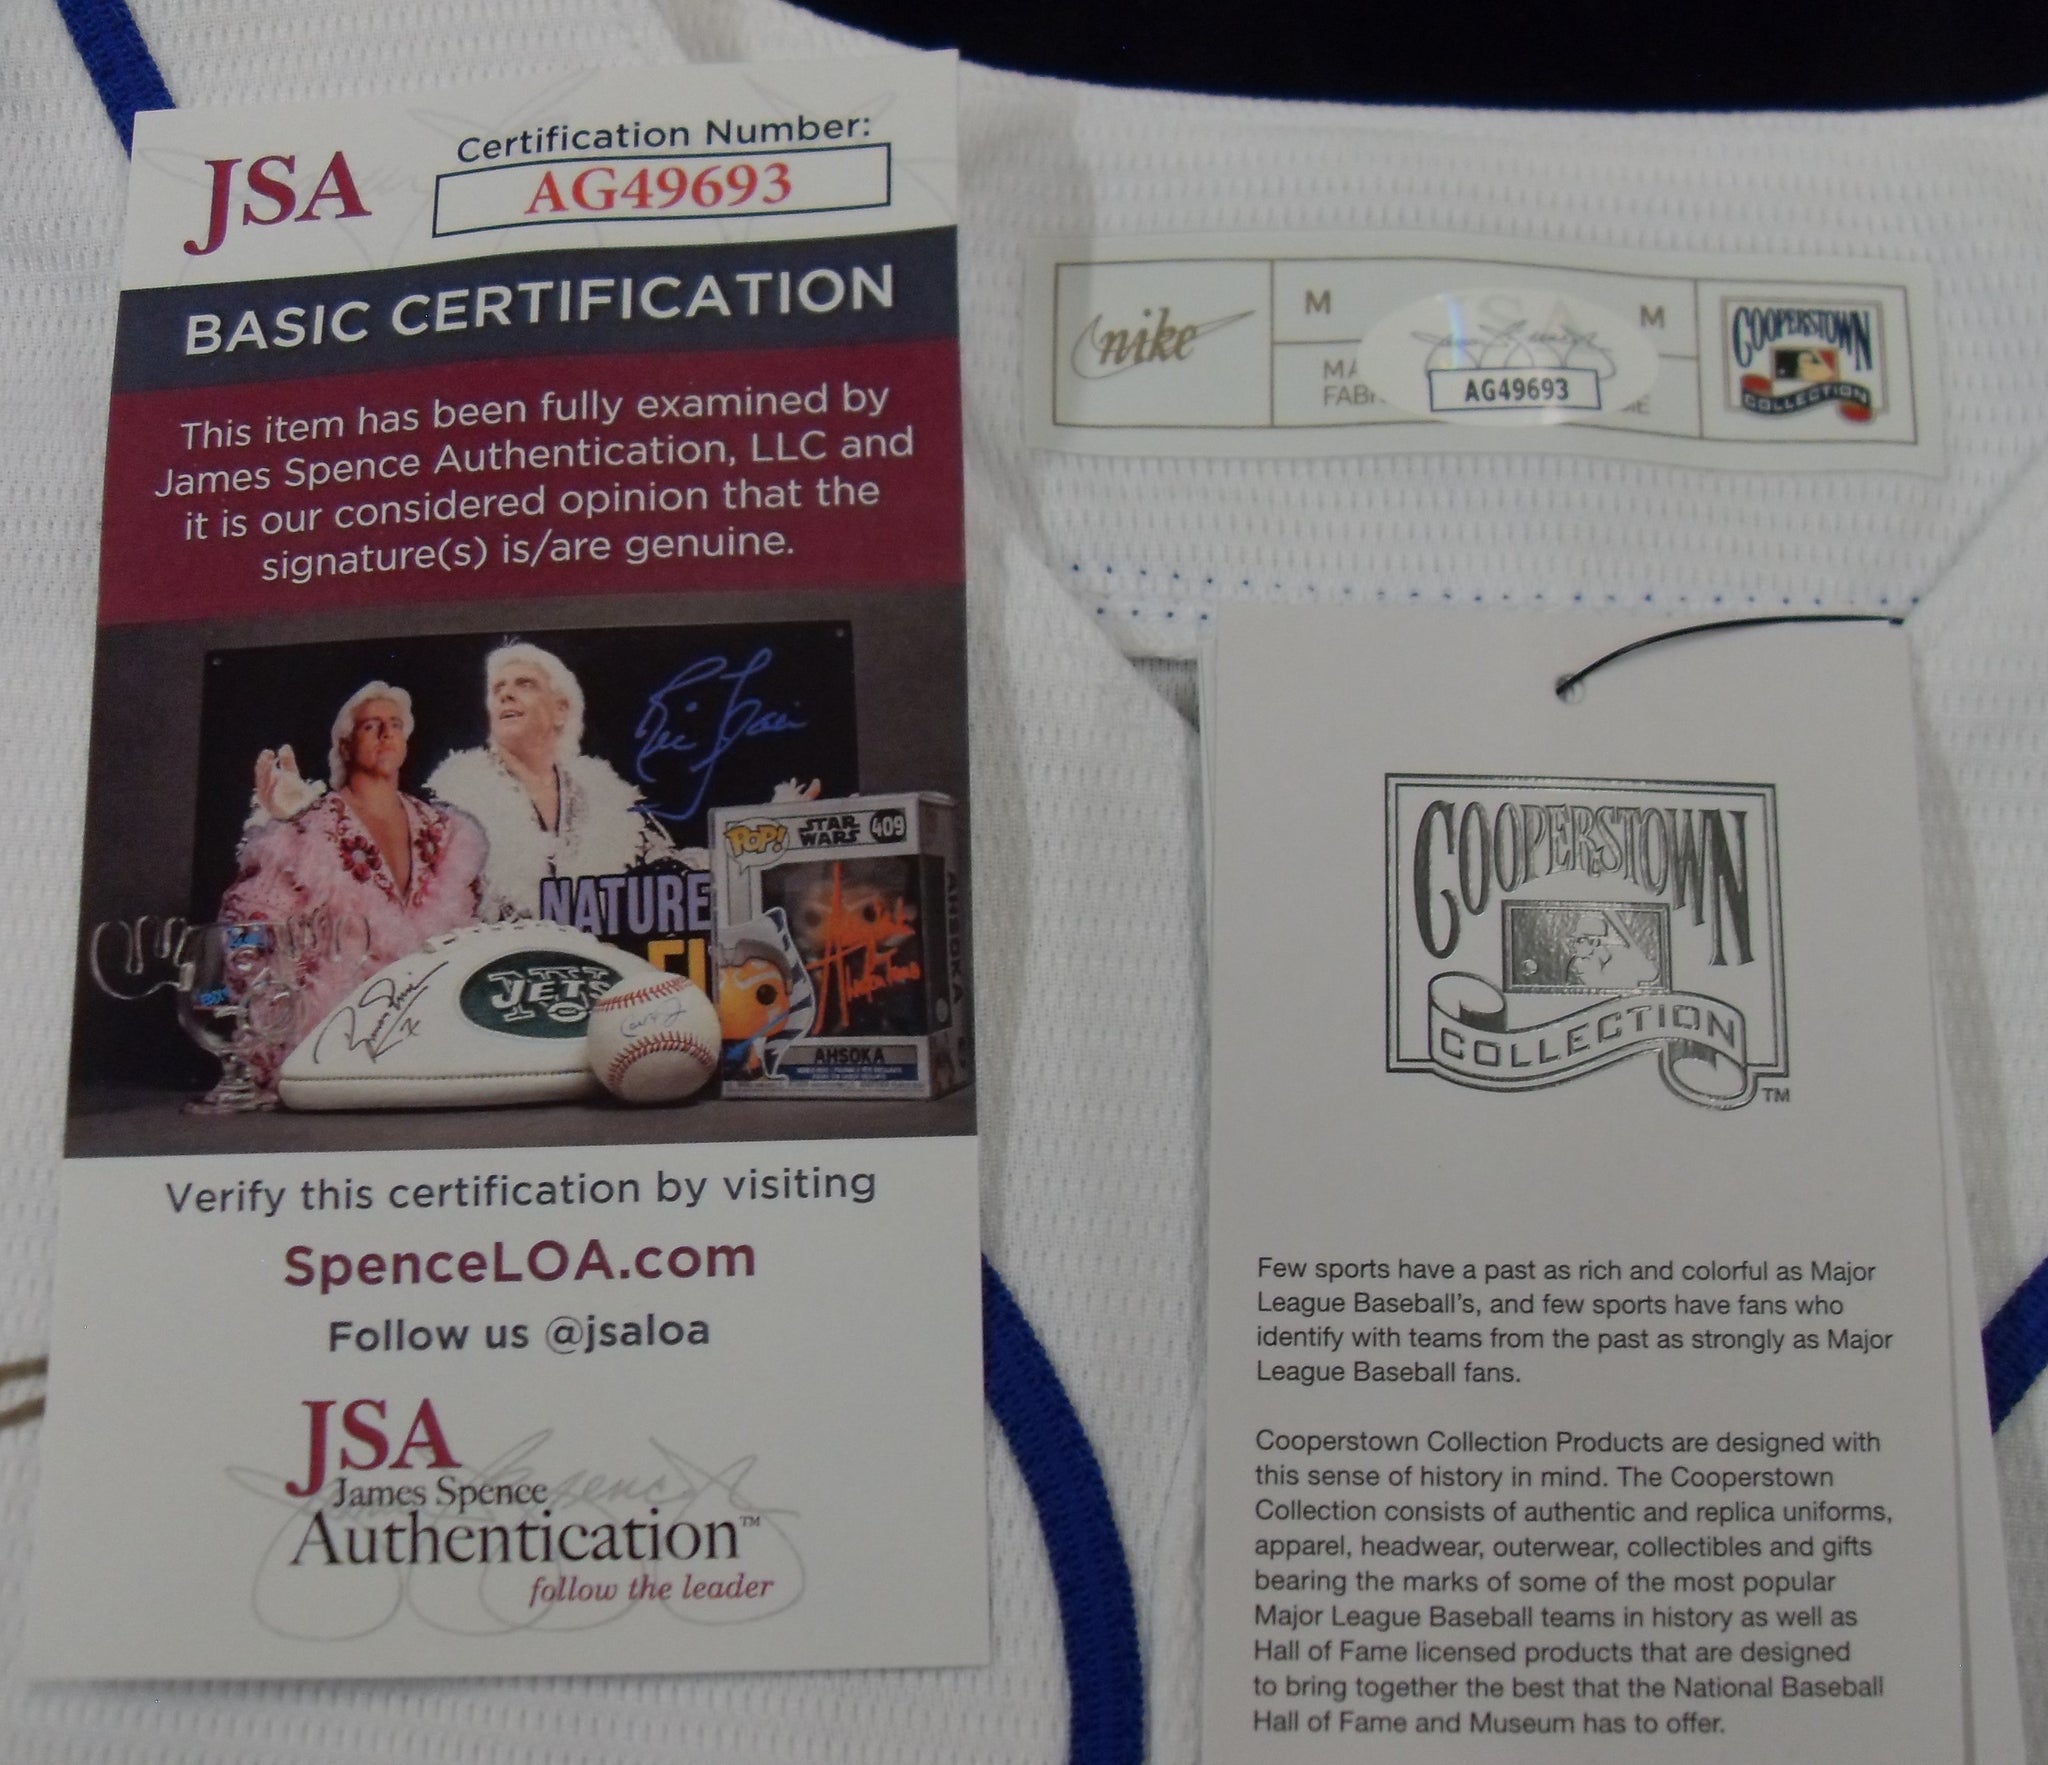 JSA
Certification Number:
AG49693
BASIC CERTIFICATION
This item has been fully examined by
James Spence Authentication, LLC and
it is our considered opinion that the
signature(s) is/are genuine.
Ric Flair
NATURE
JETS
POP!
STAR
WARS
409
AHSOKA
AHSOKA
Verify this certification by visiting
SpenceLOA.com
Follow us @jsaloa
JSA
James Spence
Authentication™
follow the leader
nike
M
JSA
M
AG49693
COOPERSTOWN
COLLECTION
COOPERSTOWN
COLLECTION
TM
Few sports have a past as rich and colorful as Major
League Baseball's, and few sports have fans who
identify with teams from the past as strongly as Major
League Baseball fans.
Cooperstown Collection Products are designed with
this sense of history in mind. The Cooperstown
Collection consists of authentic and replica uniforms,
apparel, headwear, outerwear, collectibles and gifts
bearing the marks of some of the most popular
Major League Baseball teams in history as well as
Hall of Fame licensed products that are designed
to bring together the best that the National Baseball
Hall of Fame and Museum has to offer.